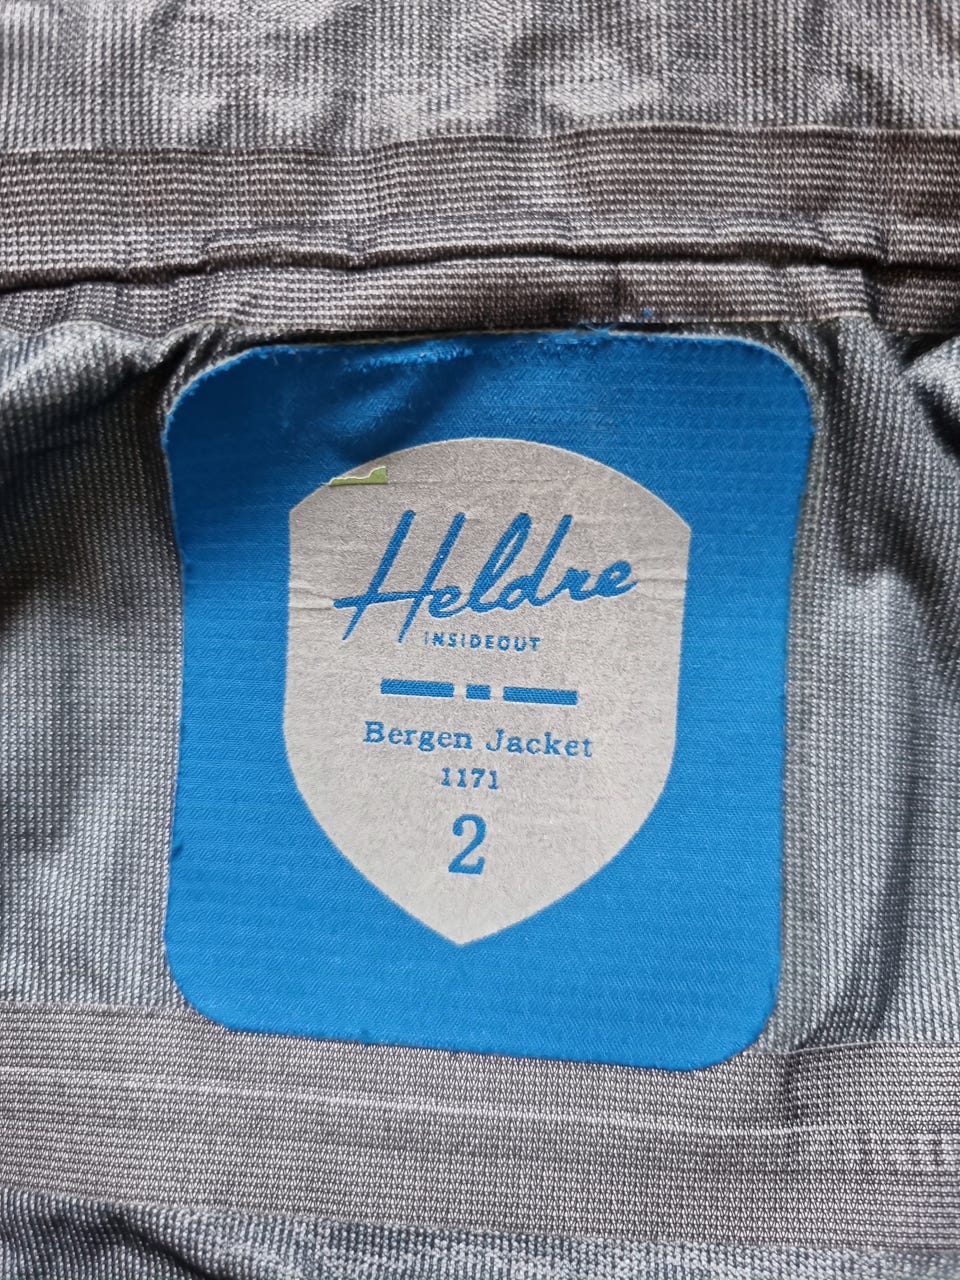 Heldre
INSIDEOUT
Bergen Jacket
1171
2